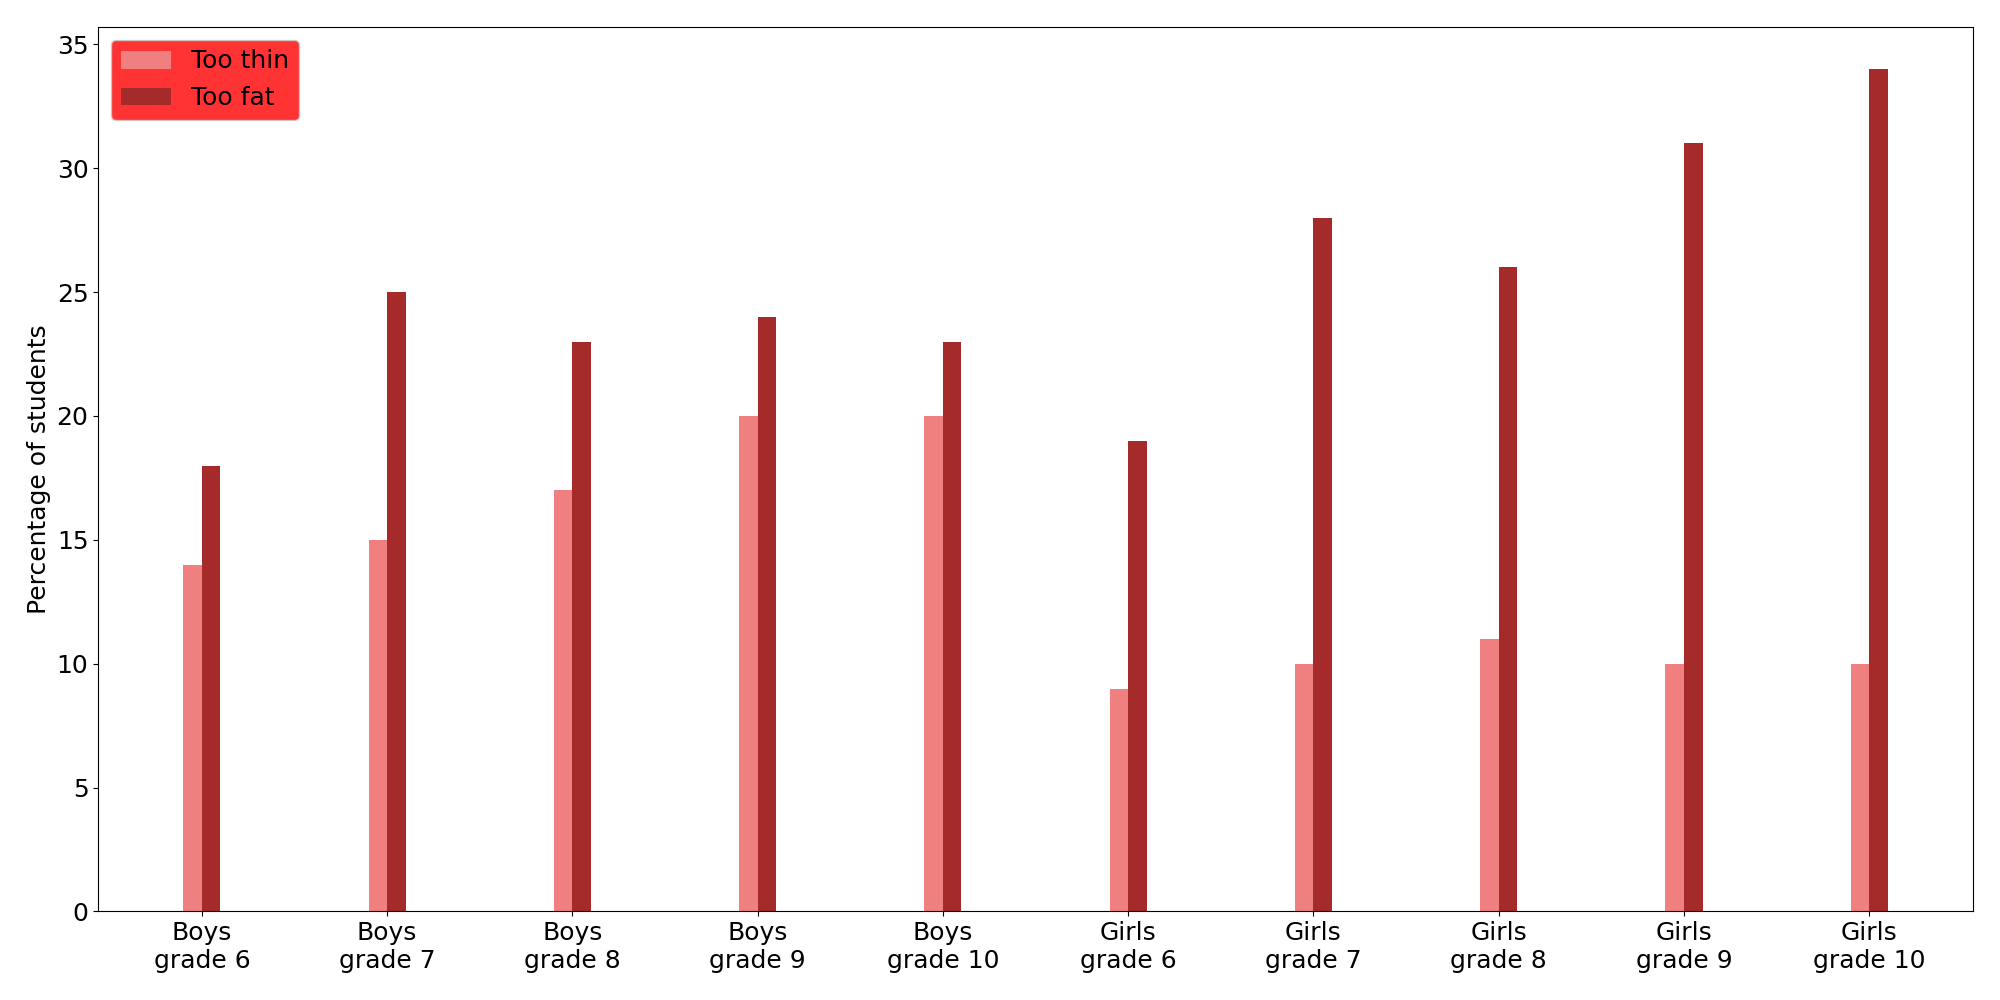 Too thin
Too fat
Percentage of students
35
30
25
20
15
10
5
0
Boys
grade 6
Boys
grade 7
Boys
grade 8
Boys
grade 9
Boys
grade 10
Girls
grade 6
Girls
grade 7
Girls
grade 8
Girls
grade 9
Girls
grade 10